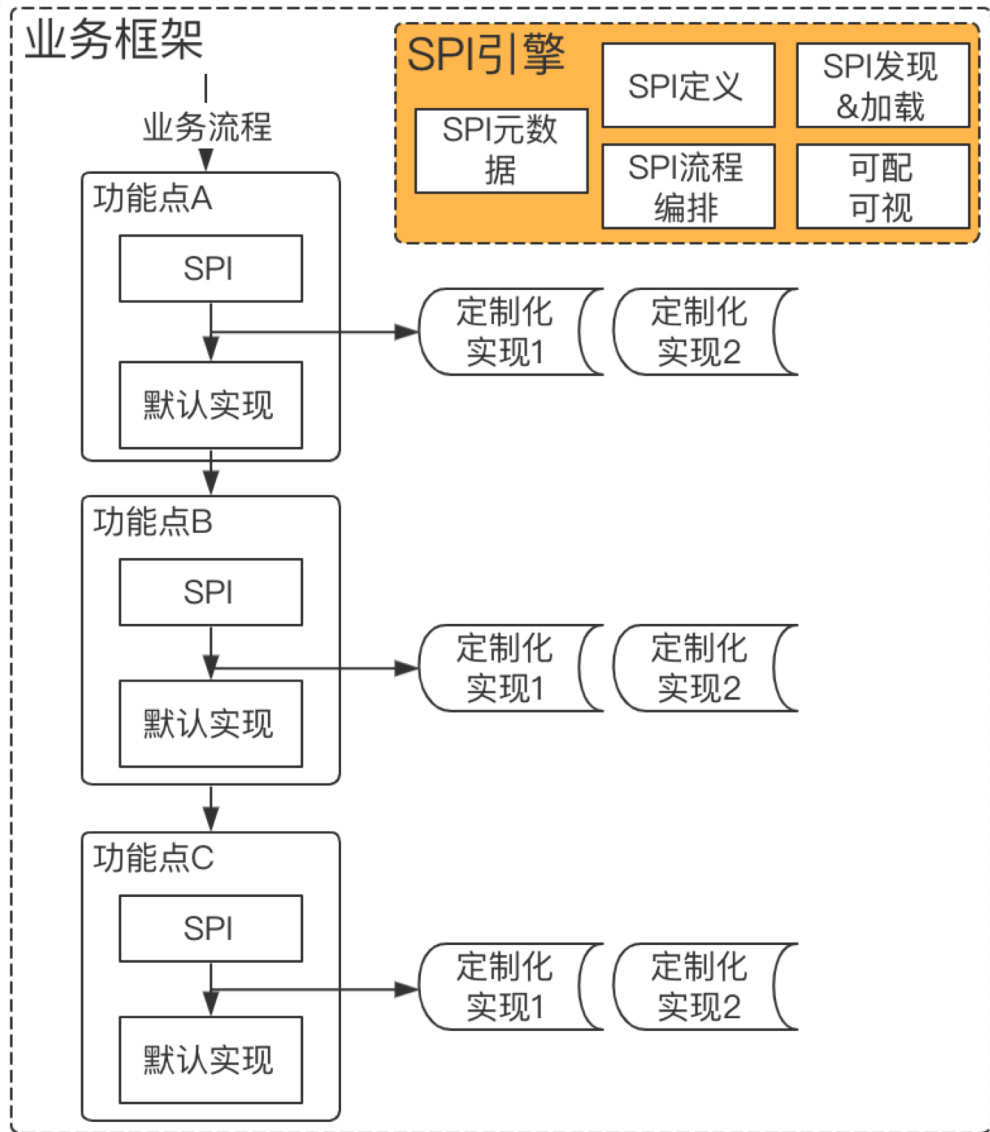 业务框架
SPI引擎
SPI定义
SPI发现
&加载
SPI元数
据
SPI流程
编排
可配
可视
业务流程
功能点A
SPI
默认实现
定制化
实现1
定制化
实现2
功能点B
SPI
默认实现
定制化
实现1
定制化
实现2
功能点C
SPI
默认实现
定制化
实现1
定制化
实现2